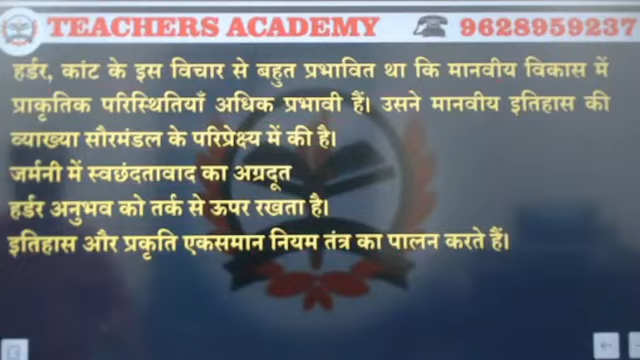 TEACHERS ACADEMY ☎ 9628959237
हर्डर, कांट के इस विचार से बहुत प्रभावित था कि मानवीय विकास में
प्राकृतिक परिस्थितियाँ अधिक प्रभावी हैं। उसने मानवीय इतिहास की
व्याख्या सौरमंडल के परिप्रेक्ष्य में की है।
जर्मनी में स्वछंदतावाद का अग्रदूत
हर्डर अनुभव को तर्क से ऊपर रखता है।
इतिहास और प्रकृति एकसमान नियम तंत्र का पालन करते हैं।